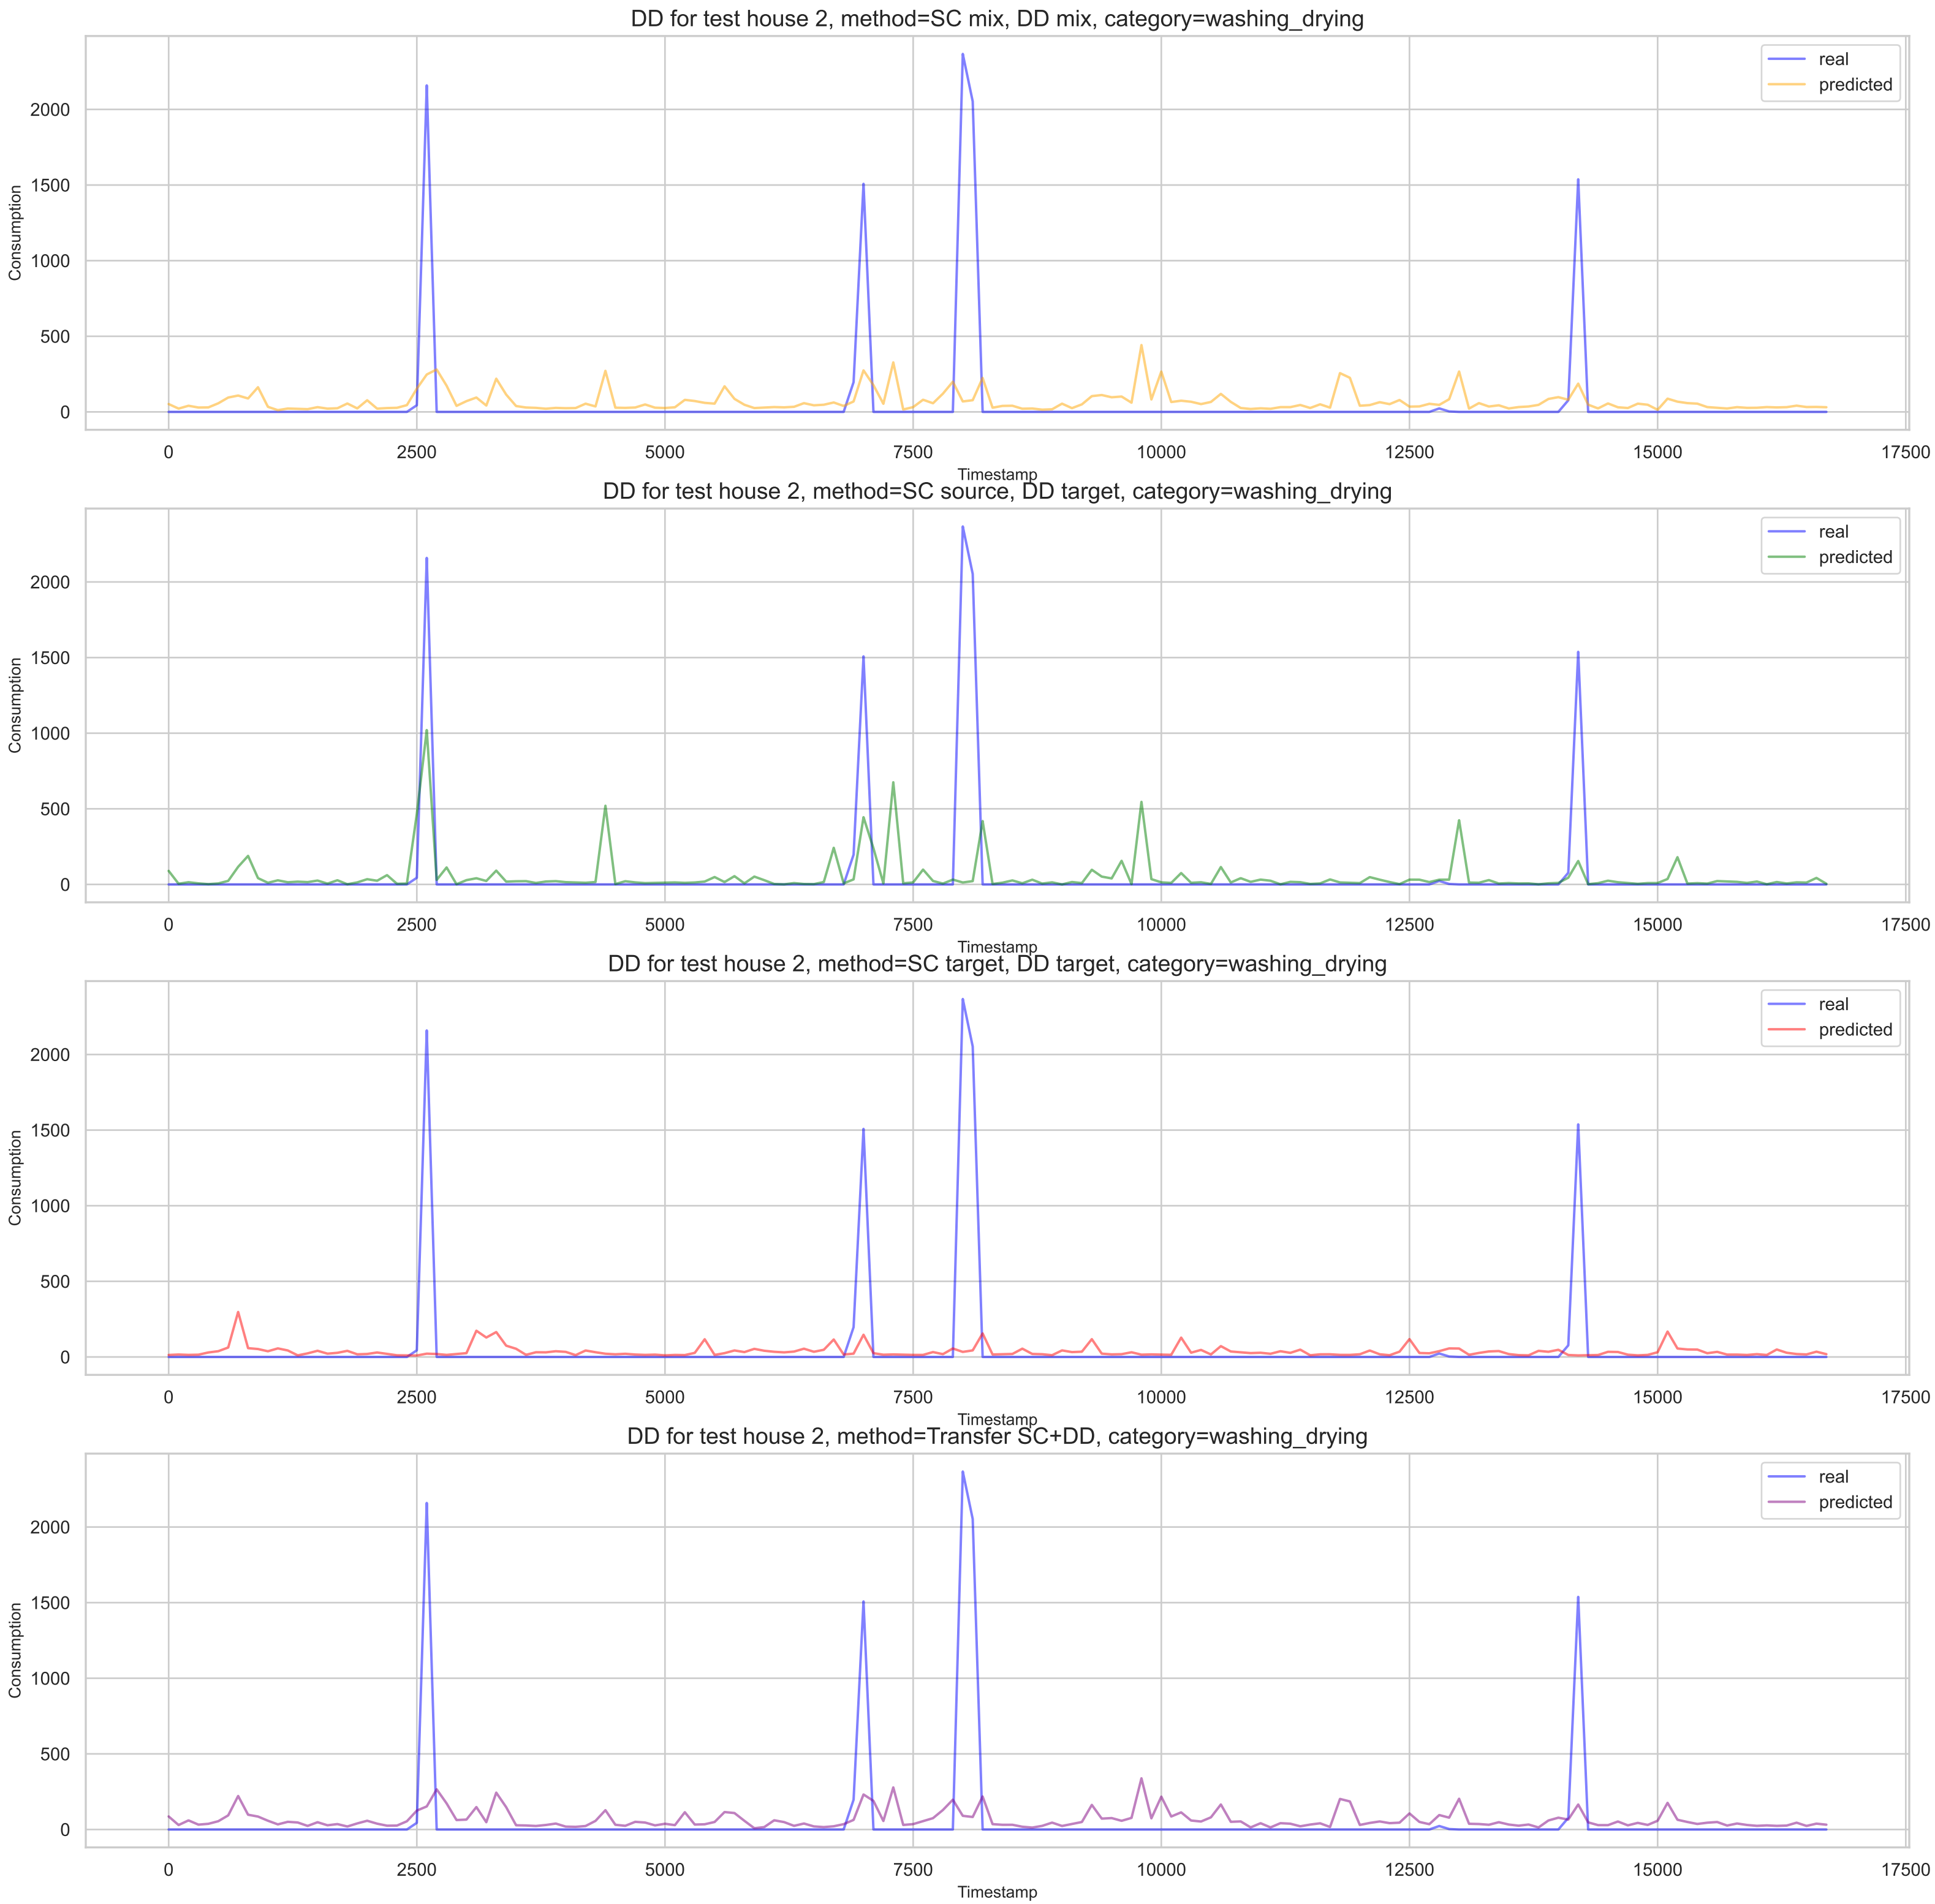 DD for test house 2, method=SC mix, DD mix, category=washing_drying
real
predicted
2000
1500
1000
500
0
Consumption
0 2500 5000 7500 10000 12500 15000 17500
Timestamp
DD for test house 2, method=SC source, DD target, category=washing_drying
real
predicted
2000
1500
1000
500
0
Consumption
0 2500 5000 7500 10000 12500 15000 17500
Timestamp
DD for test house 2, method=SC target, DD target, category=washing_drying
real
predicted
2000
1500
1000
500
0
Consumption
0 2500 5000 7500 10000 12500 15000 17500
Timestamp
DD for test house 2, method=Transfer SC+DD, category=washing_drying
real
predicted
2000
1500
1000
500
0
Consumption
0 2500 5000 7500 10000 12500 15000 17500
Timestamp